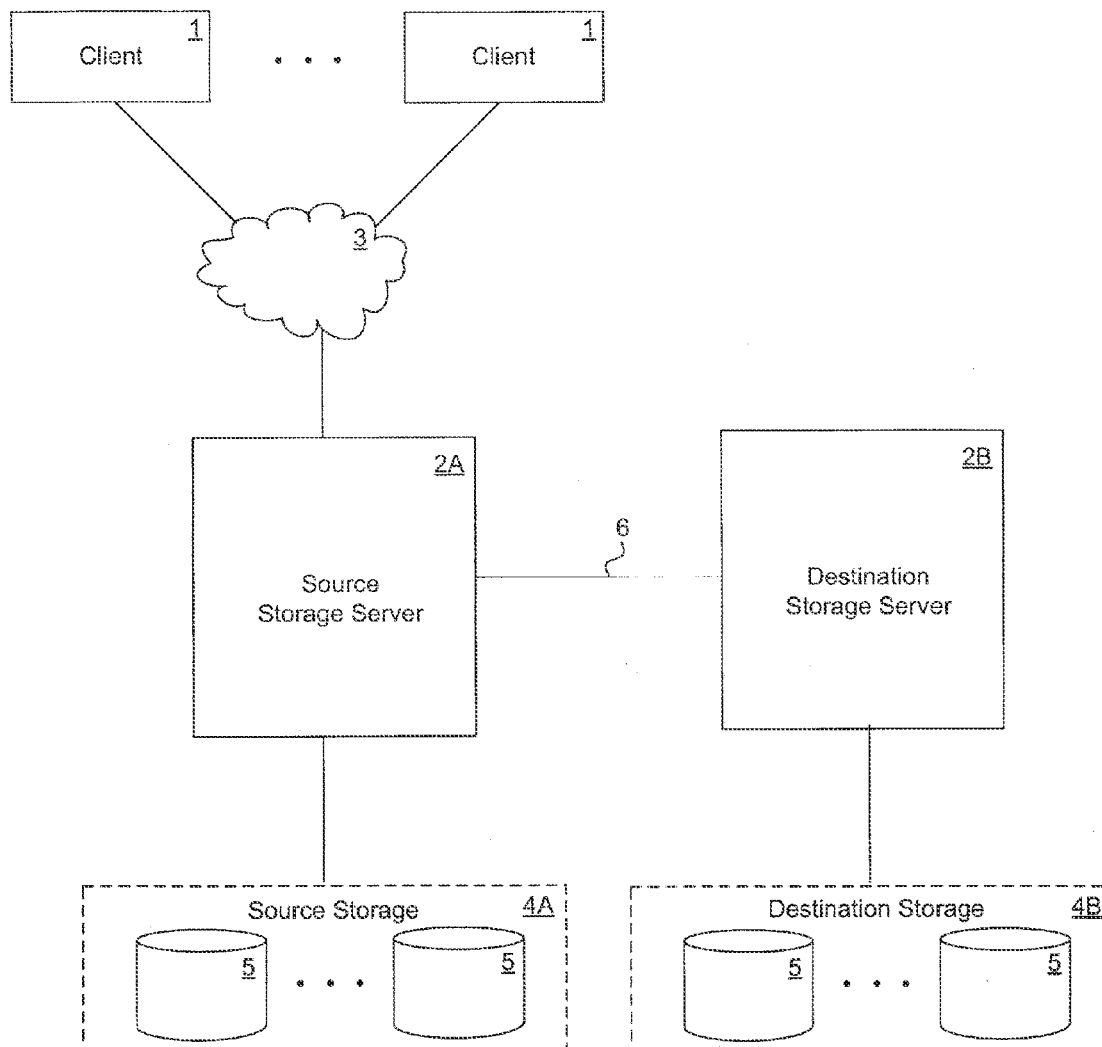 1
Client
. . .
1
Client
3
2A
Source
Storage Server
6
2B
Destination
Storage Server
Source Storage
4A
5
. . .
5
Destination Storage
4B
5
. . .
5